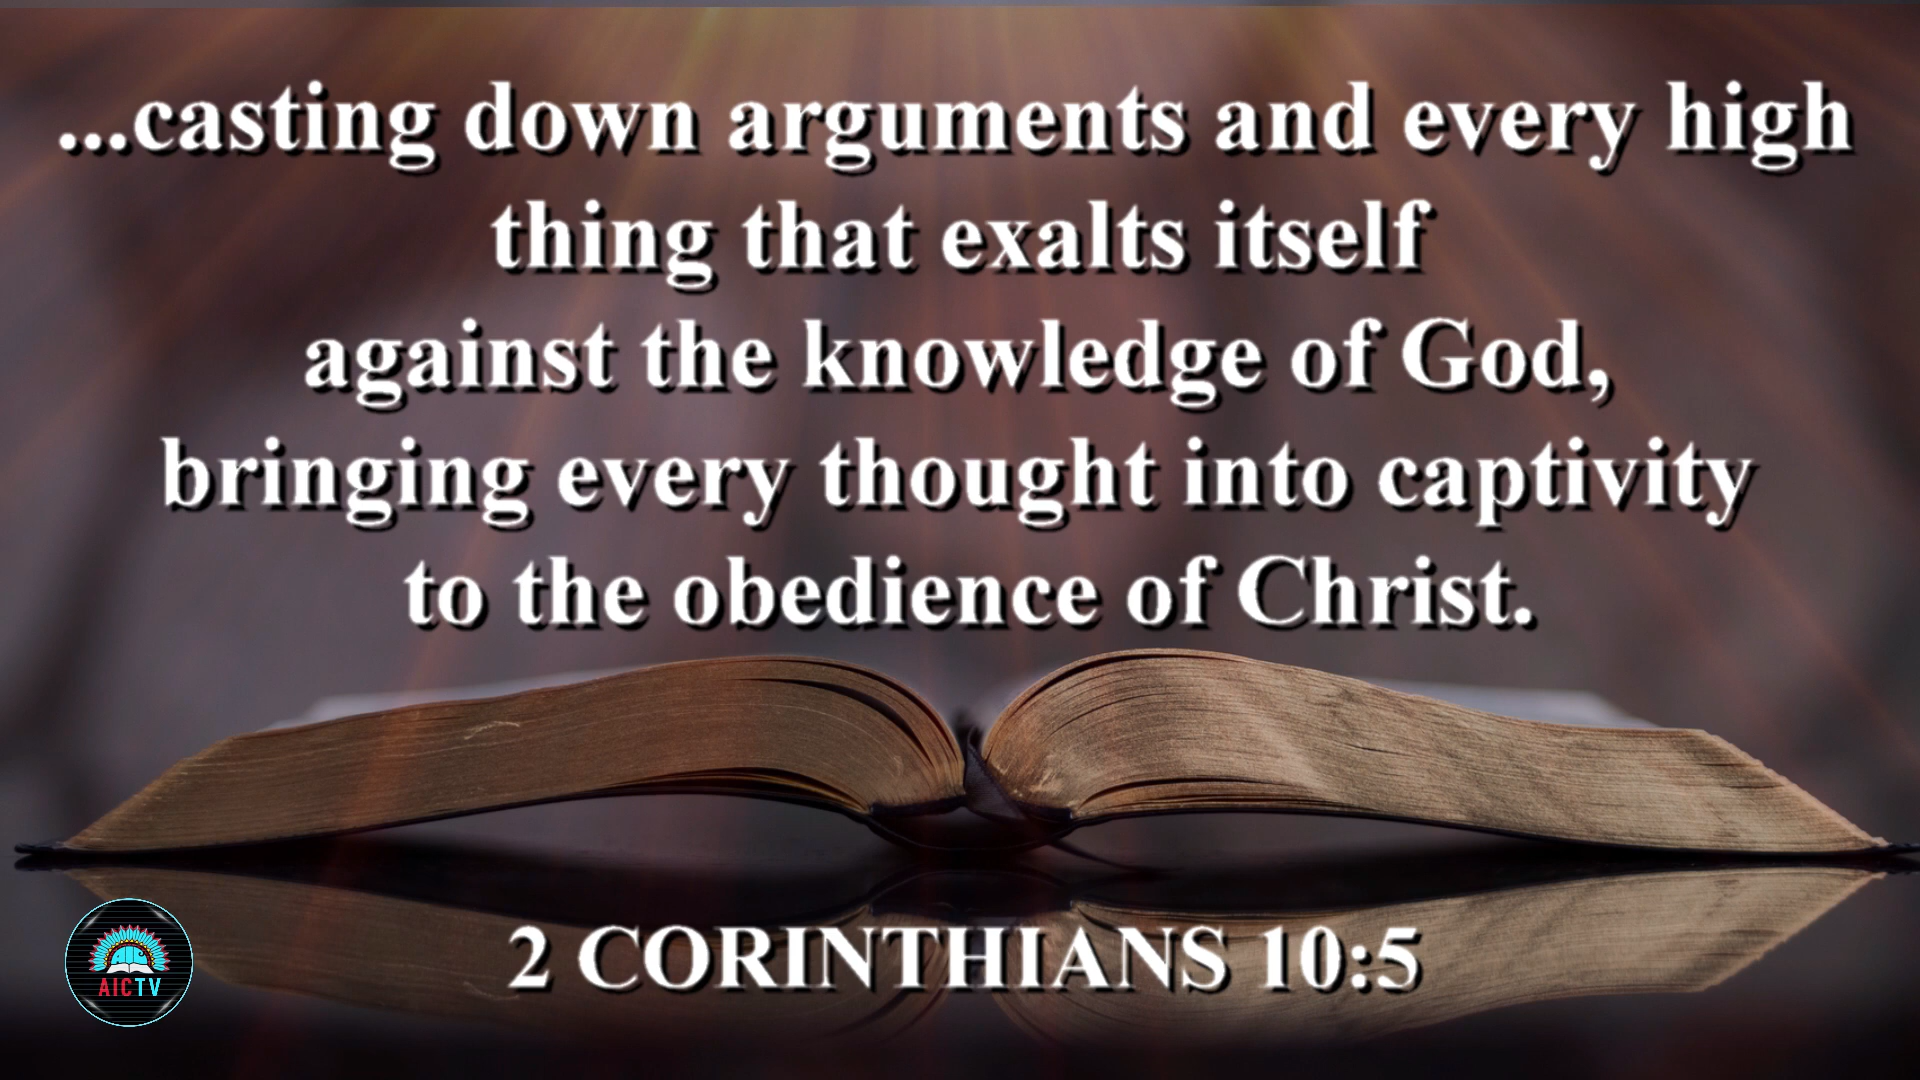 ...casting down arguments and every high
thing that exalts itself
against the knowledge of God,
bringing every thought into captivity
to the obedience of Christ.
2 CORINTHIANS 10:5
AIC
AICTV